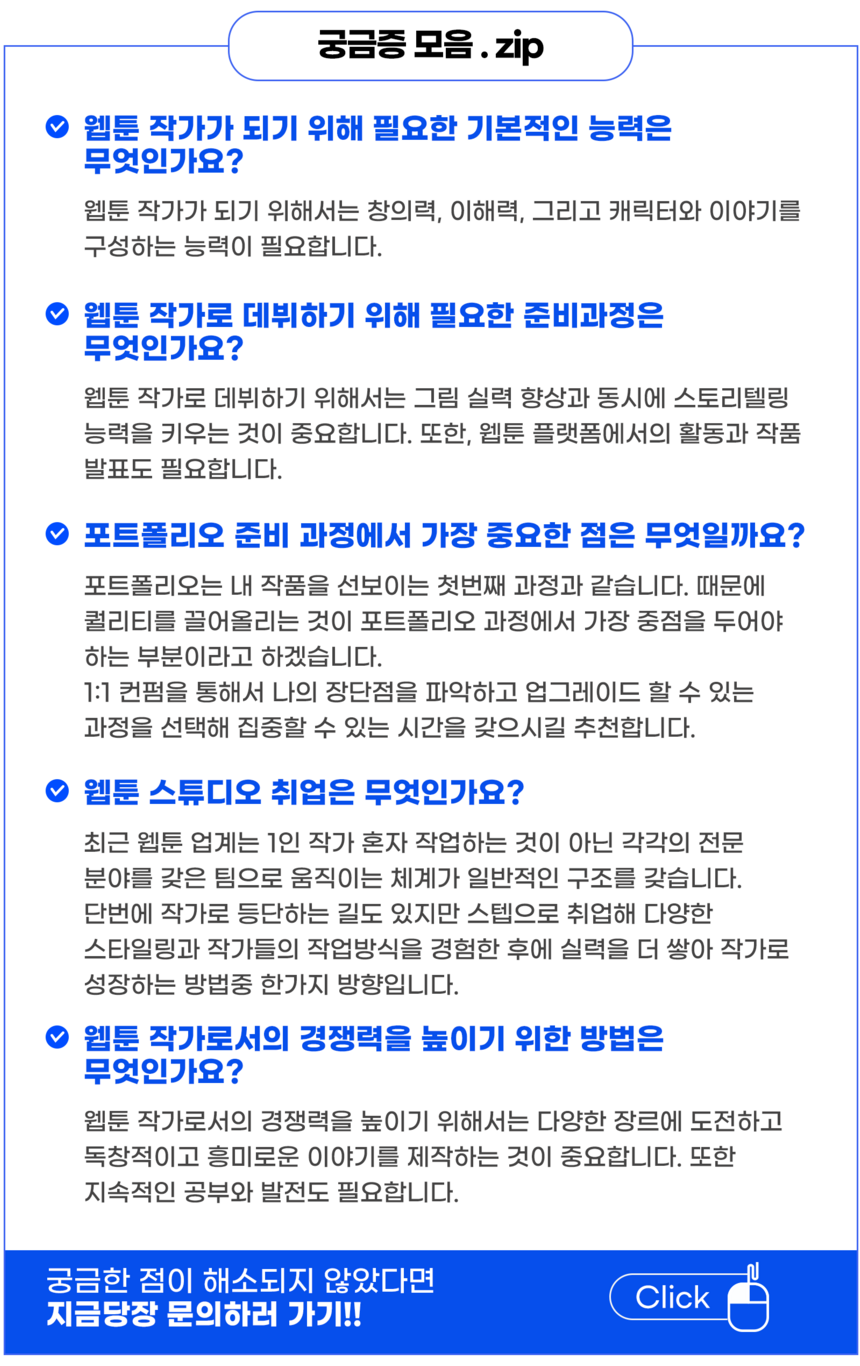 궁금증 모음 . zip
웹툰 작가가 되기 위해 필요한 기본적인 능력은
무엇인가요?
웹툰 작가가 되기 위해서는 창의력, 이해력, 그리고 캐릭터와 이야기를
구성하는 능력이 필요합니다.
웹툰 작가로 데뷔하기 위해 필요한 준비과정은
무엇인가요?
웹툰 작가로 데뷔하기 위해서는 그림 실력 향상과 동시에 스토리텔링
능력을 키우는 것이 중요합니다. 또한, 웹툰 플랫폼에서의 활동과 작품
발표도 필요합니다.
포트폴리오 준비 과정에서 가장 중요한 점은 무엇일까요?
포트폴리오는 내 작품을 선보이는 첫번째 과정과 같습니다. 때문에
퀄리티를 끌어올리는 것이 포트폴리오 과정에서 가장 중점을 두어야
하는 부분이라고 하겠습니다.
1:1 컨펌을 통해서 나의 장단점을 파악하고 업그레이드 할 수 있는
과정을 선택해 집중할 수 있는 시간을 갖으시길 추천합니다.
웹툰 스튜디오 취업은 무엇인가요?
최근 웹툰 업계는 1인 작가 혼자 작업하는 것이 아닌 각각의 전문
분야를 갖은 팀으로 움직이는 체계가 일반적인 구조를 갖습니다.
단번에 작가로 등단하는 길도 있지만 스텝으로 취업해 다양한
스타일링과 작가들의 작업방식을 경험한 후에 실력을 더 쌓아 작가로
성장하는 방법중 한가지 방향입니다.
웹툰 작가로서의 경쟁력을 높이기 위한 방법은
무엇인가요?
웹툰 작가로서의 경쟁력을 높이기 위해서는 다양한 장르에 도전하고
독창적이고 흥미로운 이야기를 제작하는 것이 중요합니다. 또한
지속적인 공부와 발전도 필요합니다.
궁금한 점이 해소되지 않았다면
지금당장 문의하러 가기!!
Click